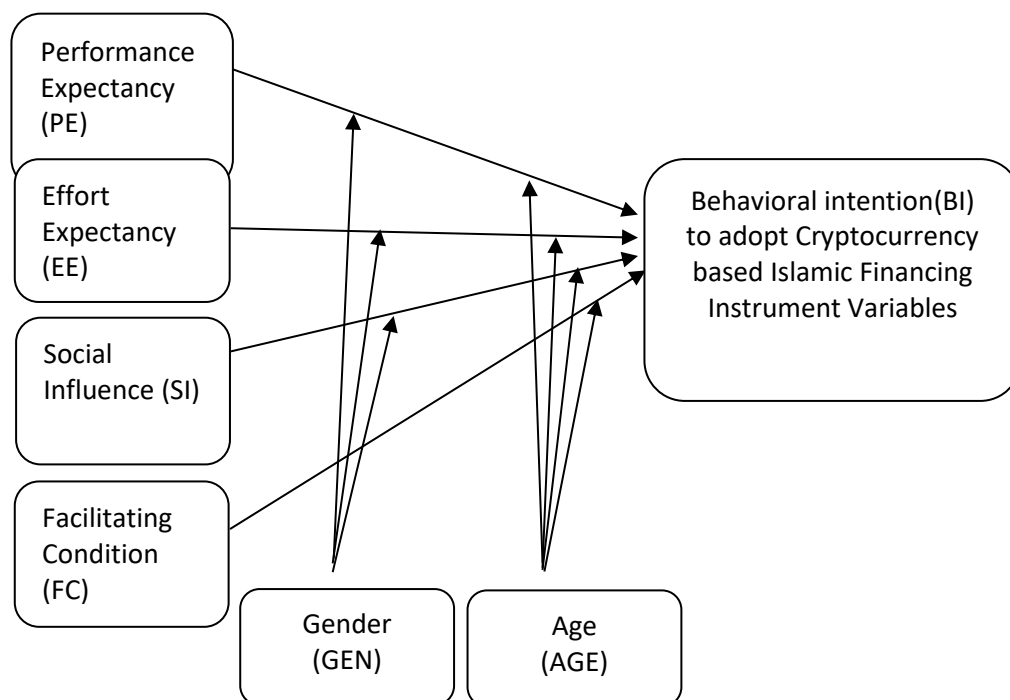 Performance
Expectancy
(PE)
Effort
Expectancy
(EE)
Social
Influence (SI)
Facilitating
Condition
(FC)
Behavioral intention(BI)
to adopt Cryptocurrency
based Islamic Financing
Instrument Variables
Gender
(GEN)
Age
(AGE)